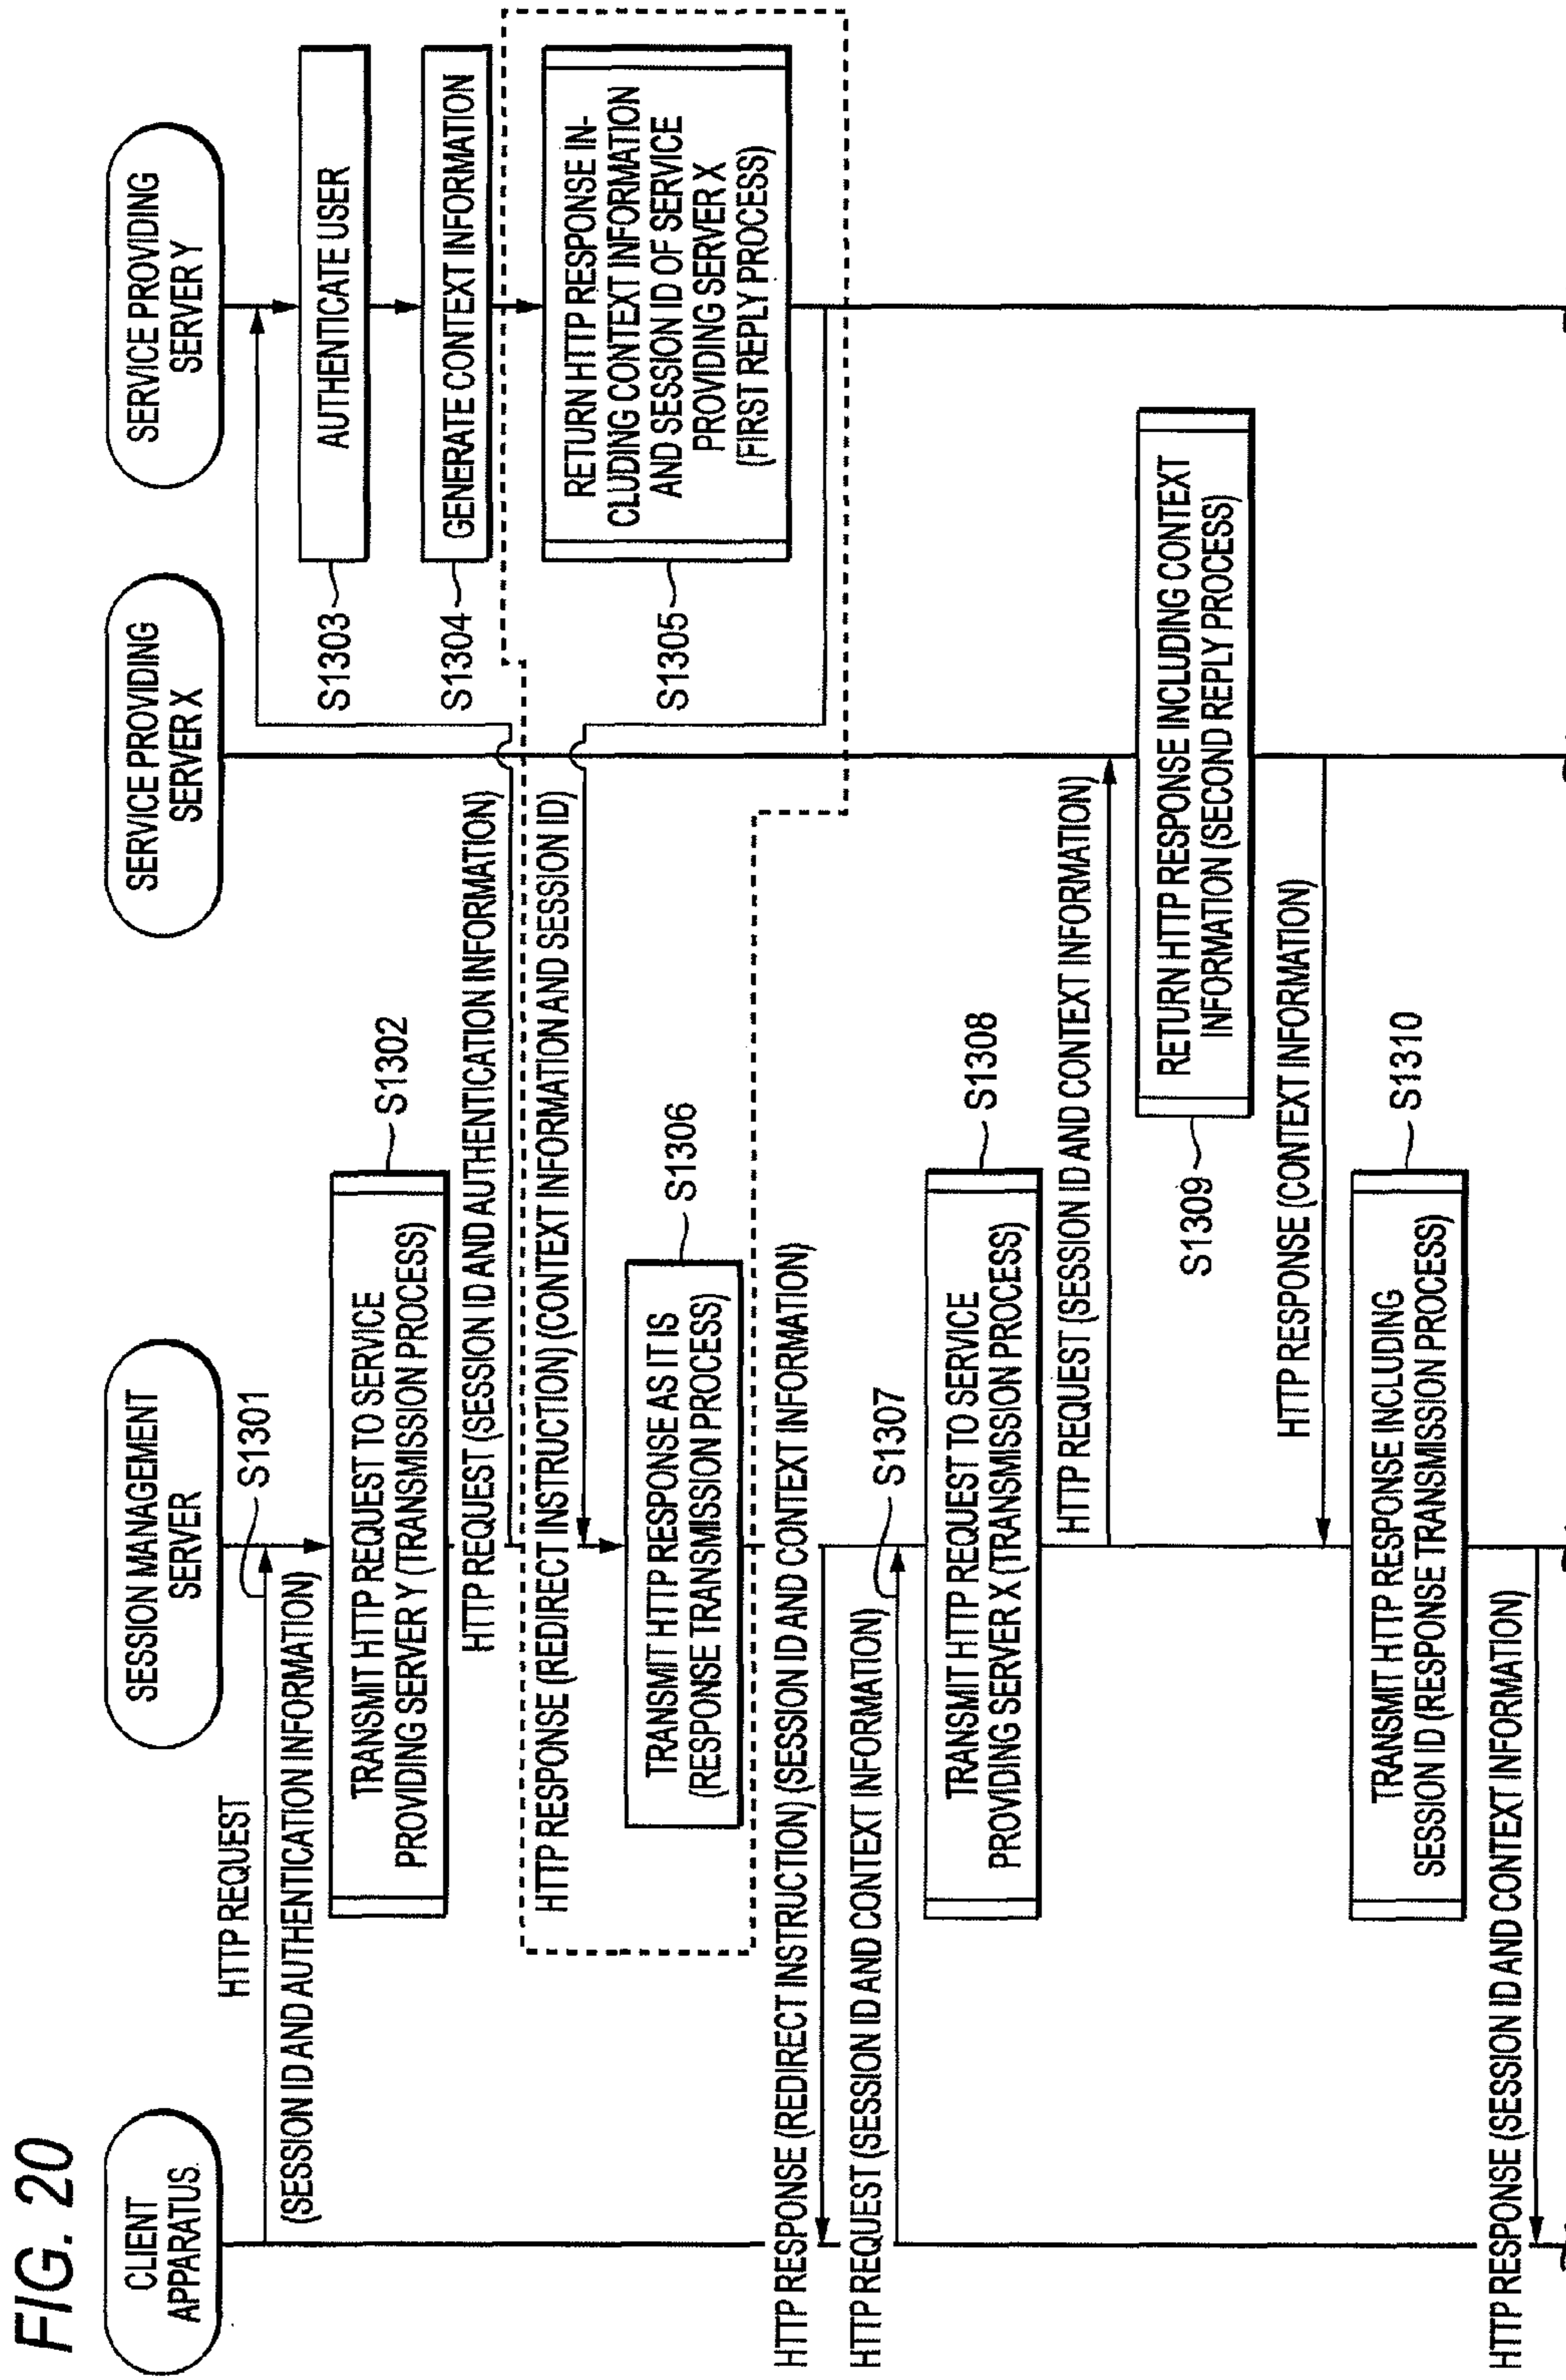 FIG. 20
CLIENT
APPARATUS
SESSION MANAGEMENT
SERVER
SERVICE PROVIDING
SERVER X
SERVICE PROVIDING
SERVER Y
HTTP REQUEST
S1301
(SESSION ID AND AUTHENTICATION INFORMATION)
TRANSMIT HTTP REQUEST TO SERVICE
PROVIDING SERVER Y (TRANSMISSION PROCESS)
S1302
HTTP REQUEST (SESSION ID AND AUTHENTICATION INFORMATION)
S1303
AUTHENTICATE USER
S1304
GENERATE CONTEXT INFORMATION
S1305
RETURN HTTP RESPONSE IN-
CLUDING CONTEXT INFORMATION
AND SESSION ID OF SERVICE
PROVIDING SERVER X
(FIRST REPLY PROCESS)
HTTP RESPONSE (REDIRECT INSTRUCTION) (CONTEXT INFORMATION AND SESSION ID)
TRANSMIT HTTP RESPONSE AS IT IS
(RESPONSE TRANSMISSION PROCESS)
S1306
HTTP RESPONSE (REDIRECT INSTRUCTION) (SESSION ID AND CONTEXT INFORMATION)
HTTP REQUEST (SESSION ID AND CONTEXT INFORMATION)
S1307
TRANSMIT HTTP REQUEST TO SERVICE
PROVIDING SERVER X (TRANSMISSION PROCESS)
S1308
HTTP REQUEST (SESSION ID AND CONTEXT INFORMATION)
S1309
RETURN HTTP RESPONSE INCLUDING CONTEXT
INFORMATION (SECOND REPLY PROCESS)
HTTP RESPONSE (CONTEXT INFORMATION)
TRANSMIT HTTP RESPONSE INCLUDING
SESSION ID (RESPONSE TRANSMISSION PROCESS)
S1310
HTTP RESPONSE (SESSION ID AND CONTEXT INFORMATION)